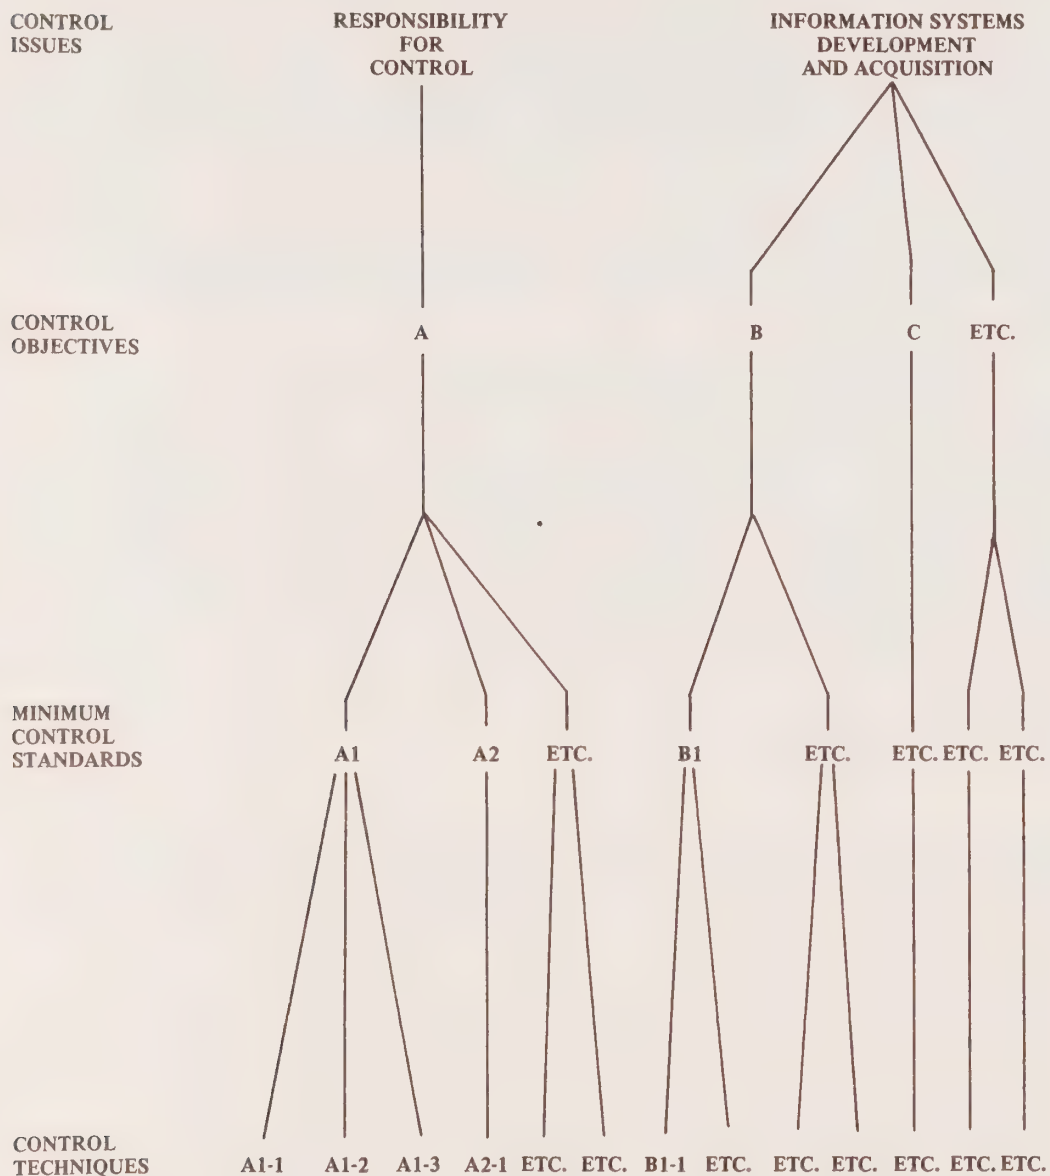 CONTROL
ISSUES
RESPONSIBILITY
FOR
CONTROL
INFORMATION SYSTEMS
DEVELOPMENT
AND ACQUISITION
CONTROL
OBJECTIVES
A
B
C
ETC.
MINIMUM
CONTROL
STANDARDS
A1
A2
ETC.
B1
ETC.
ETC.
ETC.
ETC.
CONTROL
TECHNIQUES
A1-1
A1-2
A1-3
A2-1
ETC.
ETC.
B1-1
ETC.
ETC.
ETC.
ETC.
ETC.
ETC.